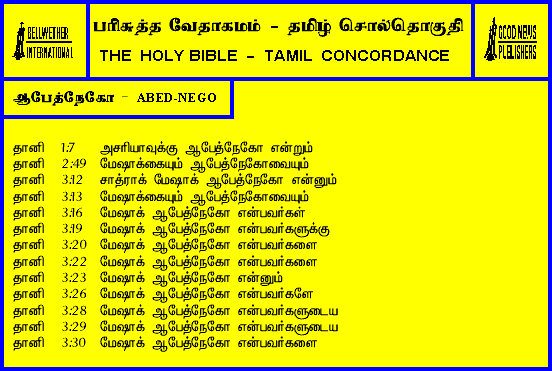 BELLWETHER
INTERNATIONAL
பரிசுத்த வேதாகமம் - தமிழ் சொல்தொகுதி
THE HOLY BIBLE - TAMIL CONCORDANCE
GOOD NEWS
PUBLISHERS
ஆபேத்நேகோ - ABED-NEGO
தானி 1:7 அசரியாவுக்கு ஆபேத்நேகோ என்றும்
தானி 2:49 மேஷாக்கையும் ஆபேத்நேகோவையும்
தானி 3:12 சாத்ராக் மேஷாக் ஆபேத்நேகோ என்னும்
தானி 3:13 மேஷாக்கையும் ஆபேத்நேகோவையும்
தானி 3:16 மேஷாக் ஆபேத்நேகோ என்பவர்கள்
தானி 3:19 மேஷாக் ஆபேத்நேகோ என்பவர்களுக்கு
தானி 3:20 மேஷாக் ஆபேத்நேகோ என்பவர்களை
தானி 3:22 மேஷாக் ஆபேத்நேகோ என்பவர்களை
தானி 3:23 மேஷாக் ஆபேத்நேகோ என்னும்
தானி 3:26 மேஷாக் ஆபேத்நேகோ என்பவர்களே
தானி 3:28 மேஷாக் ஆபேத்நேகோ என்பவர்களுடைய
தானி 3:29 மேஷாக் ஆபேத்நேகோ என்பவர்களுடைய
தானி 3:30 மேஷாக் ஆபேத்நேகோ என்பவர்களை